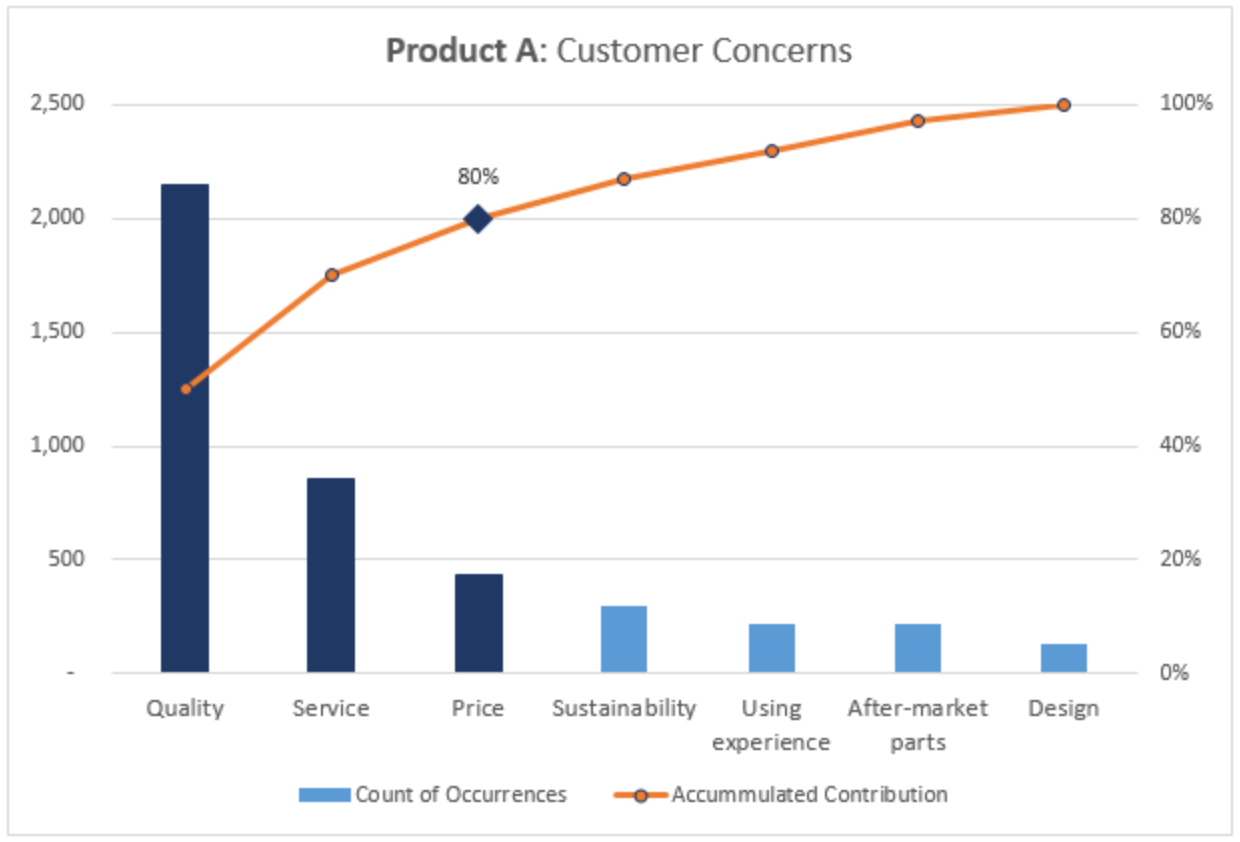 Product A: Customer Concerns
2,500
100%
80%
2,000
80%
1,500
60%
1,000
40%
500
20%
-
0%
Quality
Service
Price
Sustainability
Using
experience
After-market
parts
Design
Count of Occurrences
Accummulated Contribution